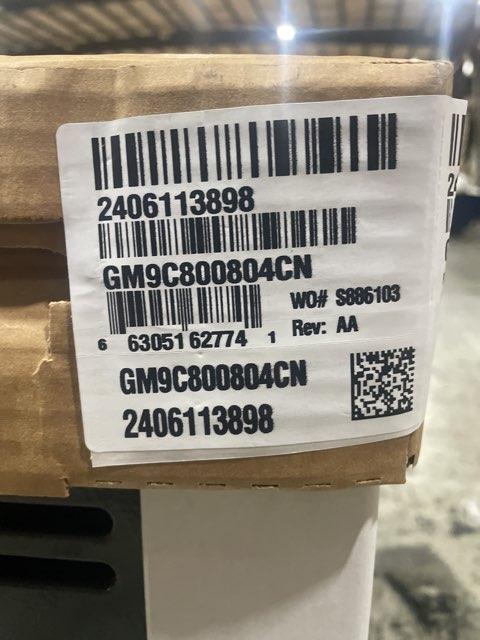 2406113898
GM9C800804CN
WO# S886103
6 63051 62774 1 Rev: AA
GM9C800804CN
2406113898